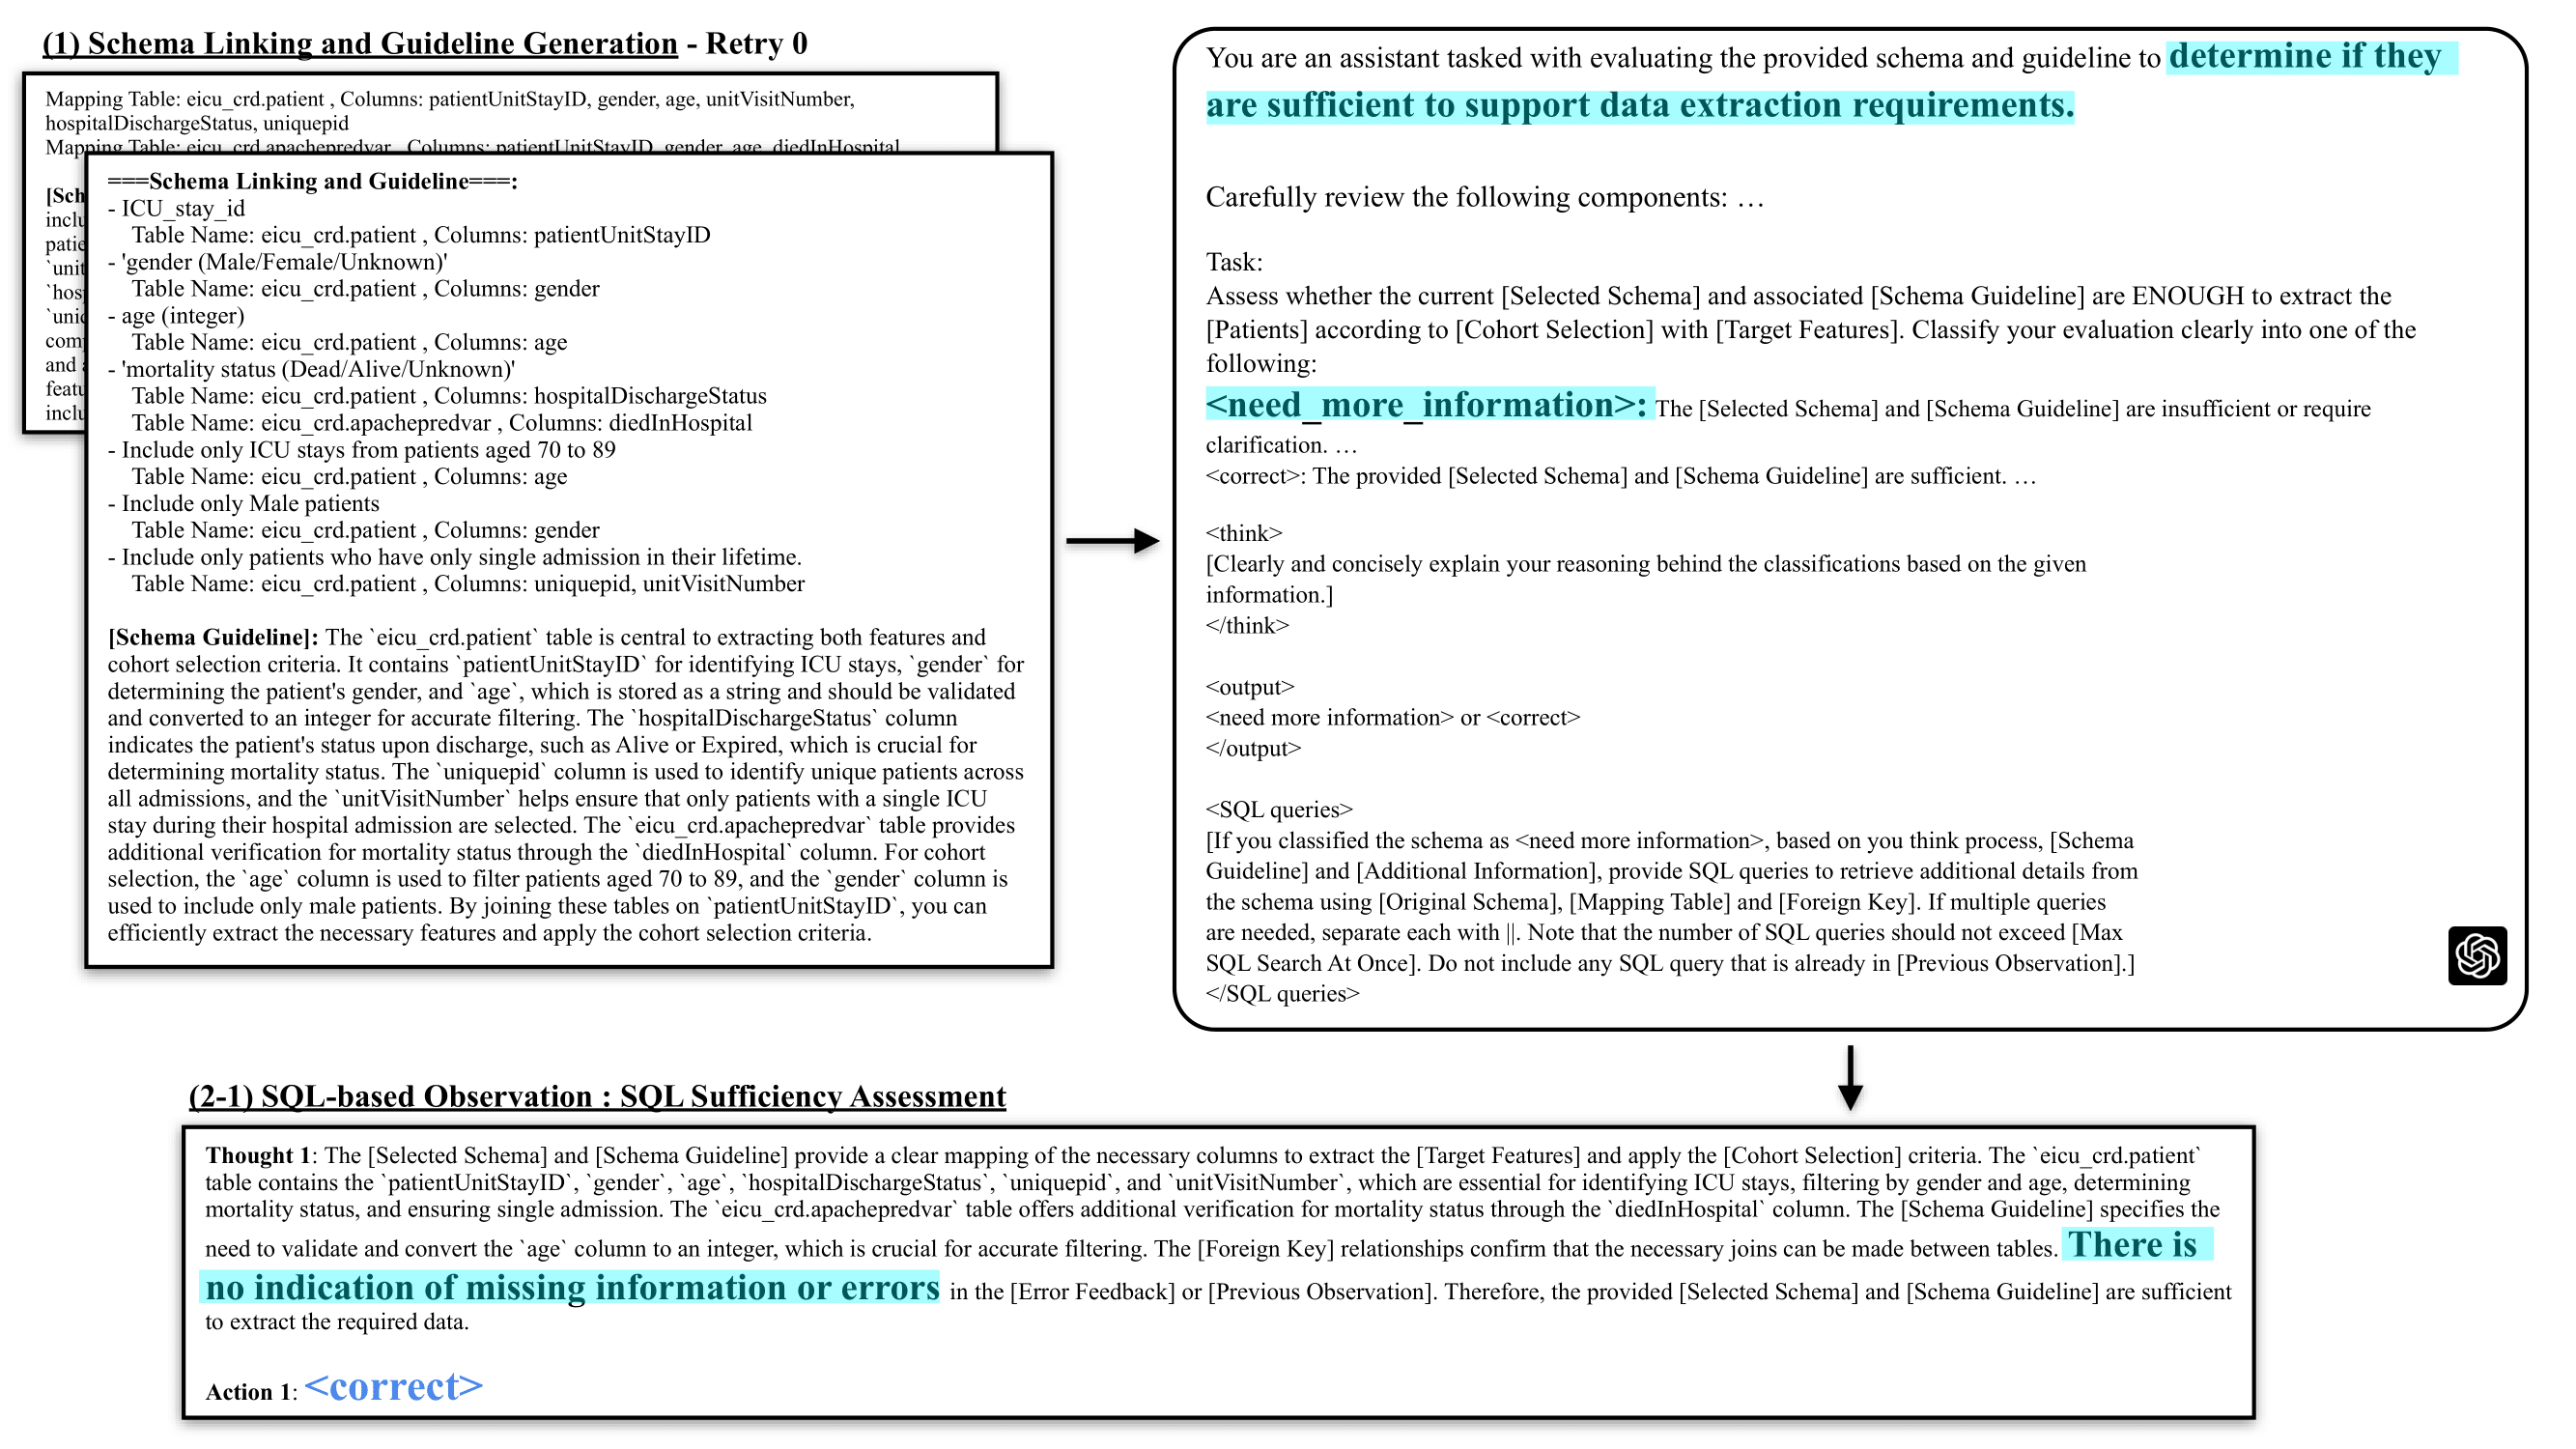 (1) Schema Linking and Guideline Generation - Retry 0
Mapping Table: eicu_crd.patient , Columns: patientUnitStayID, gender, age, unitVisitNumber,
hospitalDischargeStatus, uniquepid
Mapping Table: eicu_crd.apachepredvar , Columns: patientUnitStayID, gender, age, diedInHospital
[Sch
inclu
patie
`unit
`hosp
`uniq
comp
and a
featu
inclu
===Schema Linking and Guideline===:
- ICU_stay_id
Table Name: eicu_crd.patient , Columns: patientUnitStayID
- 'gender (Male/Female/Unknown)'
Table Name: eicu_crd.patient , Columns: gender
- age (integer)
Table Name: eicu_crd.patient , Columns: age
- 'mortality status (Dead/Alive/Unknown)'
Table Name: eicu_crd.patient , Columns: hospitalDischargeStatus
Table Name: eicu_crd.apachepredvar , Columns: diedInHospital
- Include only ICU stays from patients aged 70 to 89
Table Name: eicu_crd.patient , Columns: age
- Include only Male patients
Table Name: eicu_crd.patient , Columns: gender
- Include only patients who have only single admission in their lifetime.
Table Name: eicu_crd.patient , Columns: uniquepid, unitVisitNumber
[Schema Guideline]: The `eicu_crd.patient` table is central to extracting both features and
cohort selection criteria. It contains `patientUnitStayID` for identifying ICU stays, `gender` for
determining the patient's gender, and `age`, which is stored as a string and should be validated
and converted to an integer for accurate filtering. The `hospitalDischargeStatus` column
indicates the patient's status upon discharge, such as Alive or Expired, which is crucial for
determining mortality status. The `uniquepid` column is used to identify unique patients across
all admissions, and the `unitVisitNumber` helps ensure that only patients with a single ICU
stay during their hospital admission are selected. The `eicu_crd.apachepredvar` table provides
additional verification for mortality status through the `diedInHospital` column. For cohort
selection, the `age` column is used to filter patients aged 70 to 89, and the `gender` column is
used to include only male patients. By joining these tables on `patientUnitStayID`, you can
efficiently extract the necessary features and apply the cohort selection criteria.
You are an assistant tasked with evaluating the provided schema and guideline to determine if they
are sufficient to support data extraction requirements.
Carefully review the following components: …
Task:
Assess whether the current [Selected Schema] and associated [Schema Guideline] are ENOUGH to extract the
[Patients] according to [Cohort Selection] with [Target Features]. Classify your evaluation clearly into one of the
following:
<need_more_information>: The [Selected Schema] and [Schema Guideline] are insufficient or require
clarification. …
<correct>: The provided [Selected Schema] and [Schema Guideline] are sufficient. …
<think>
[Clearly and concisely explain your reasoning behind the classifications based on the given
information.]
</think>
<output>
<need more information> or <correct>
</output>
<SQL queries>
[If you classified the schema as <need more information>, based on you think process, [Schema
Guideline] and [Additional Information], provide SQL queries to retrieve additional details from
the schema using [Original Schema], [Mapping Table] and [Foreign Key]. If multiple queries
are needed, separate each with ||. Note that the number of SQL queries should not exceed [Max
SQL Search At Once]. Do not include any SQL query that is already in [Previous Observation].]
</SQL queries>
(2-1) SQL-based Observation : SQL Sufficiency Assessment
Thought 1: The [Selected Schema] and [Schema Guideline] provide a clear mapping of the necessary columns to extract the [Target Features] and apply the [Cohort Selection] criteria. The `eicu_crd.patient`
table contains the `patientUnitStayID`, `gender`, `age`, `hospitalDischargeStatus`, `uniquepid`, and `unitVisitNumber`, which are essential for identifying ICU stays, filtering by gender and age, determining
mortality status, and ensuring single admission. The `eicu_crd.apachepredvar` table offers additional verification for mortality status through the `diedInHospital` column. The [Schema Guideline] specifies the
need to validate and convert the `age` column to an integer, which is crucial for accurate filtering. The [Foreign Key] relationships confirm that the necessary joins can be made between tables. There is
no indication of missing information or errors in the [Error Feedback] or [Previous Observation]. Therefore, the provided [Selected Schema] and [Schema Guideline] are sufficient
to extract the required data.
Action 1: <correct>